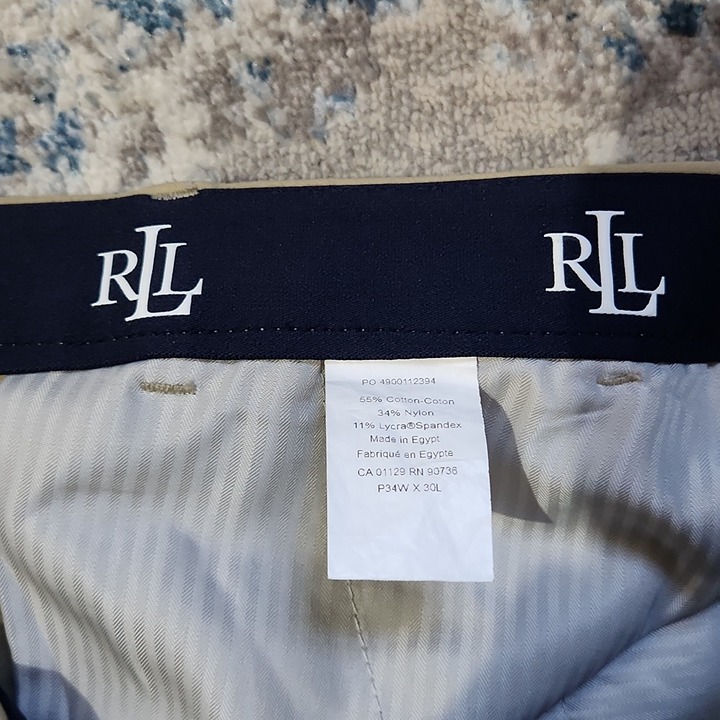 RLL
RLL
PO 4900112394
55% Cotton-Coton
34% Nylon
11% Lycra®Spandex
Made in Egypt
Fabriqué en Egypte
CA 01129 RN 90736
P34W X 30L